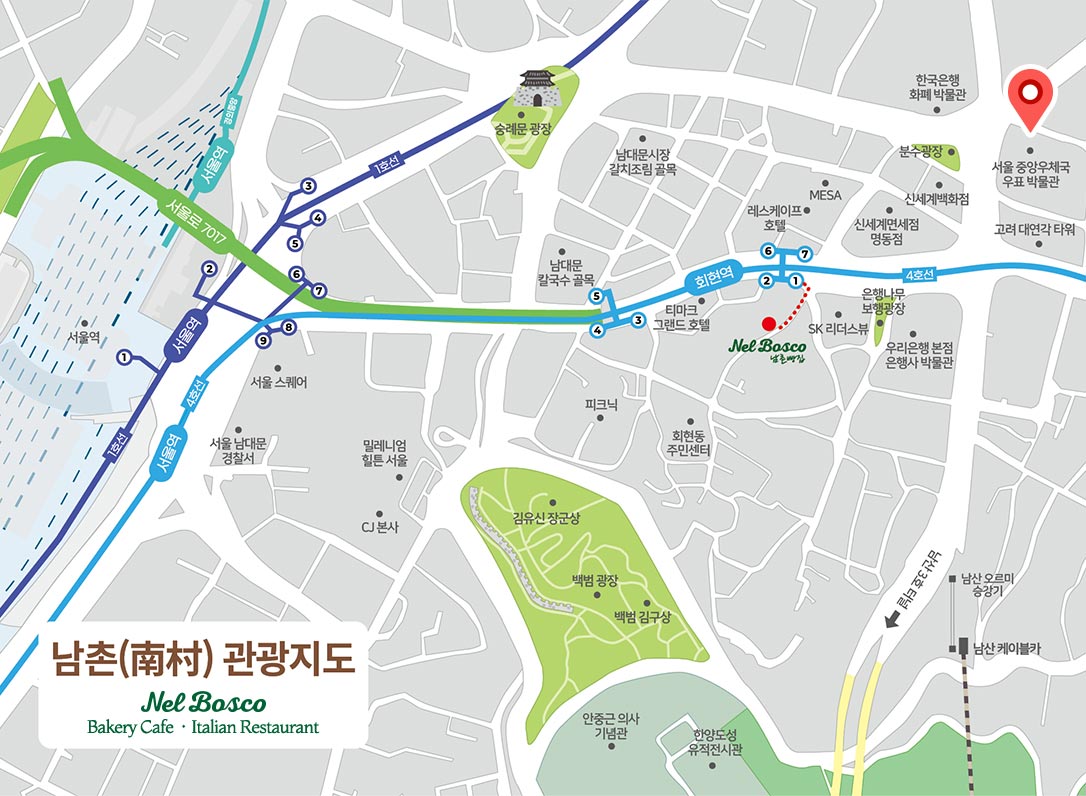 한국은행
화폐 박물관
경의중앙
숭례문 광장
서울역
1호선
남대문시장
갈치조림 골목
분수광장
서울 중앙우체국
우표 박물관
3
MESA
신세계백화점
4
레스케이프
호텔
5
서울로 7017
신세계면세점
명동점
고려 대연각 타워
남대문
칼국수 골목
6
7
2
6
7
회현역
2
1
4호선
5
4
3
티마크
그랜드 호텔
은행나무
보행광장
SK 리더스뷰
Nel Bosco
남촌빵집
우리은행 본점
은행사 박물관
서울역
서울역
8
9
1
서울 스퀘어
4호선
피크닉
회현동
주민센터
1호선
서울역
서울 남대문
경찰서
밀레니엄
힐튼 서울
CJ 본사
김유신 장군상
백범 광장
백범 김구상
남산 3호 터널
남산 오르미
승강기
남산 케이블카
남촌(南村) 관광지도
Nel Bosco
Bakery Cafe · Italian Restaurant
안중근 의사
기념관
한양도성
유적전시관